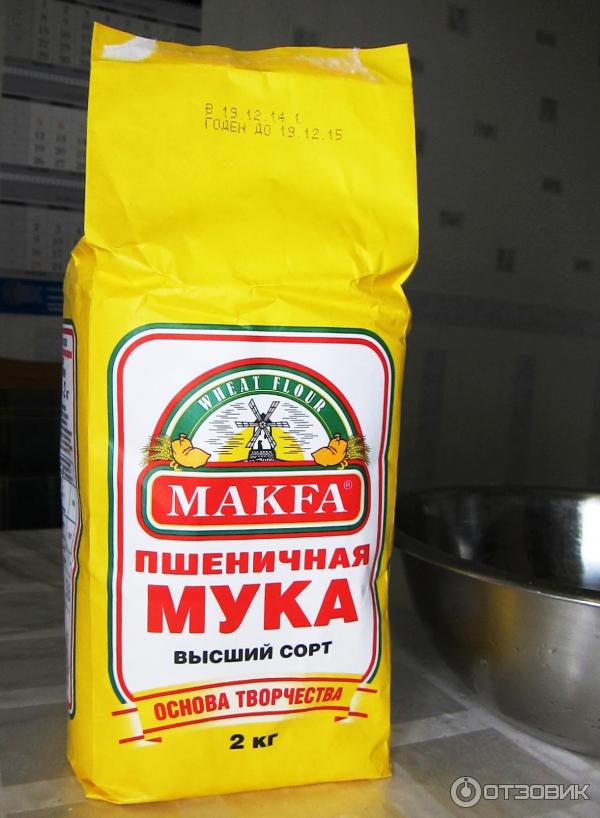 В 19.12.14 1
ГОДЕН ДО 19.12.15
WHEAT FLOUR
MAKFA®
ПШЕНИЧНАЯ
МУКА
ВЫСШИЙ СОРТ
ОСНОВА ТВОРЧЕСТВА
2 кг
ОТЗОВИК